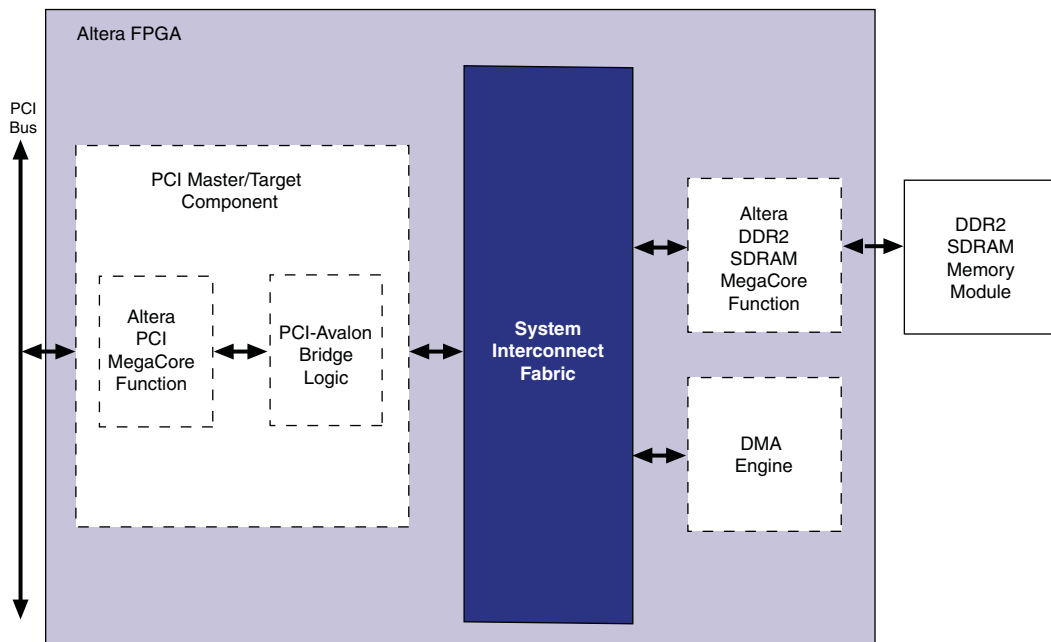 Altera FPGA
PCI
Bus
PCI Master/Target
Component
Altera
PCI
MegaCore
Function
PCI-Avalon
Bridge
Logic
System
Interconnect
Fabric
Altera
DDR2
SDRAM
MegaCore
Function
DDR2
SDRAM
Memory
Module
DMA
Engine